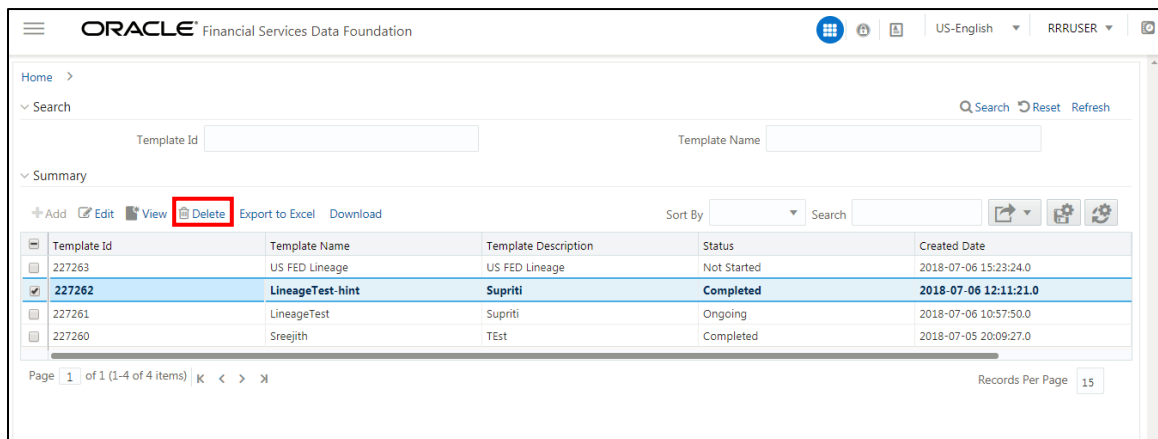 ORACLE® Financial Services Data Foundation US-English RRRUSER
Home >
Search Search Reset Refresh
Template Id Template Name
Summary
Add Edit View Delete Export to Excel Download Sort By Search
Template Id Template Name Template Description Status Created Date
227263 US FED Lineage US FED Lineage Not Started 2018-07-06 15:23:24.0
227262 LineageTest-hint Supriti Completed 2018-07-06 12:11:21.0
227261 LineageTest Supriti Ongoing 2018-07-06 10:57:50.0
227260 Sreejith TEst Completed 2018-07-05 20:09:27.0
Page 1 of 1 (1-4 of 4 items) Records Per Page 15